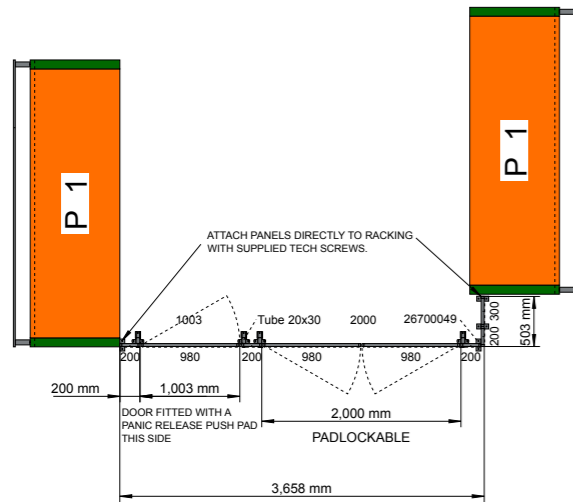 P 1
P 1
ATTACH PANELS DIRECTLY TO RACKING
WITH SUPPLIED TECH SCREWS.
1003
Tube 20x30
2000
26700049
200 300
503 mm
200
980
200
980
980
200
200 mm
1,003 mm
DOOR FITTED WITH A
PANIC RELEASE PUSH PAD
THIS SIDE
2,000 mm
PADLOCKABLE
3,658 mm